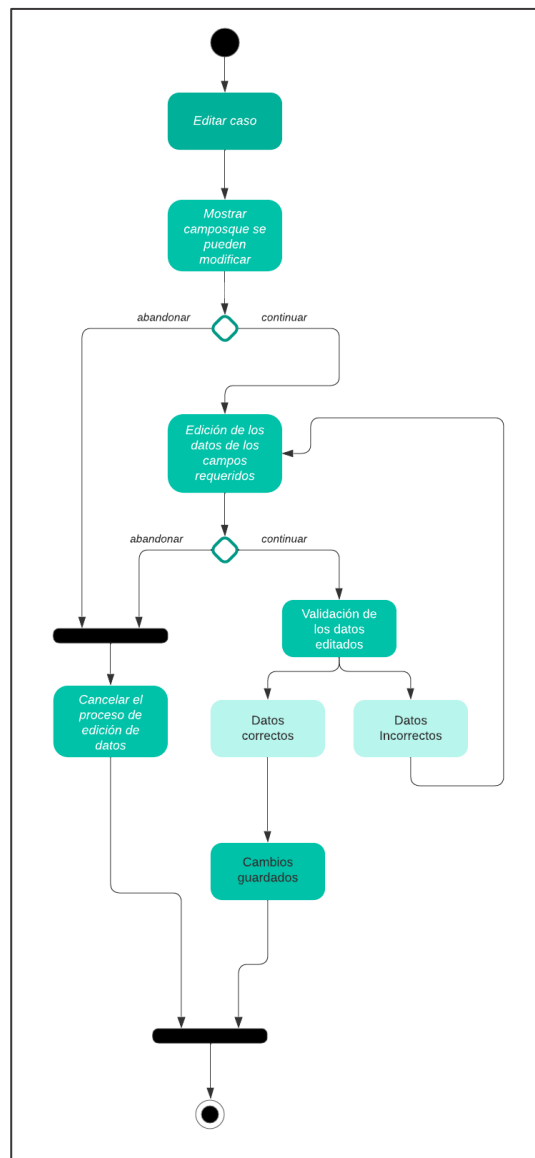 Editar caso
Mostrar
camposque se
pueden
modificar
abandonar
continuar
Edición de los
datos de los
campos
requeridos
abandonar
continuar
Validación de
los datos
editados
Cancelar el
proceso de
edición de
datos
Datos
correctos
Datos
Incorrectos
Cambios
guardados